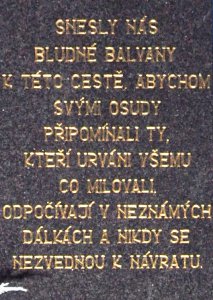 SNESLY NÁS
BLUDNÉ BALVANY
K TÉTO CESTĚ, ABYCHOM
SVÝMI OSUDY
PŘIPOMÍNALI TY,
KTEŘÍ URVÁNI VŠEMU
CO MILOVALI,
ODPOČÍVAJÍ V NEZNÁMÝCH
DÁLKÁCH A NIKDY SE
NEZVEDNOU K NÁVRATU.